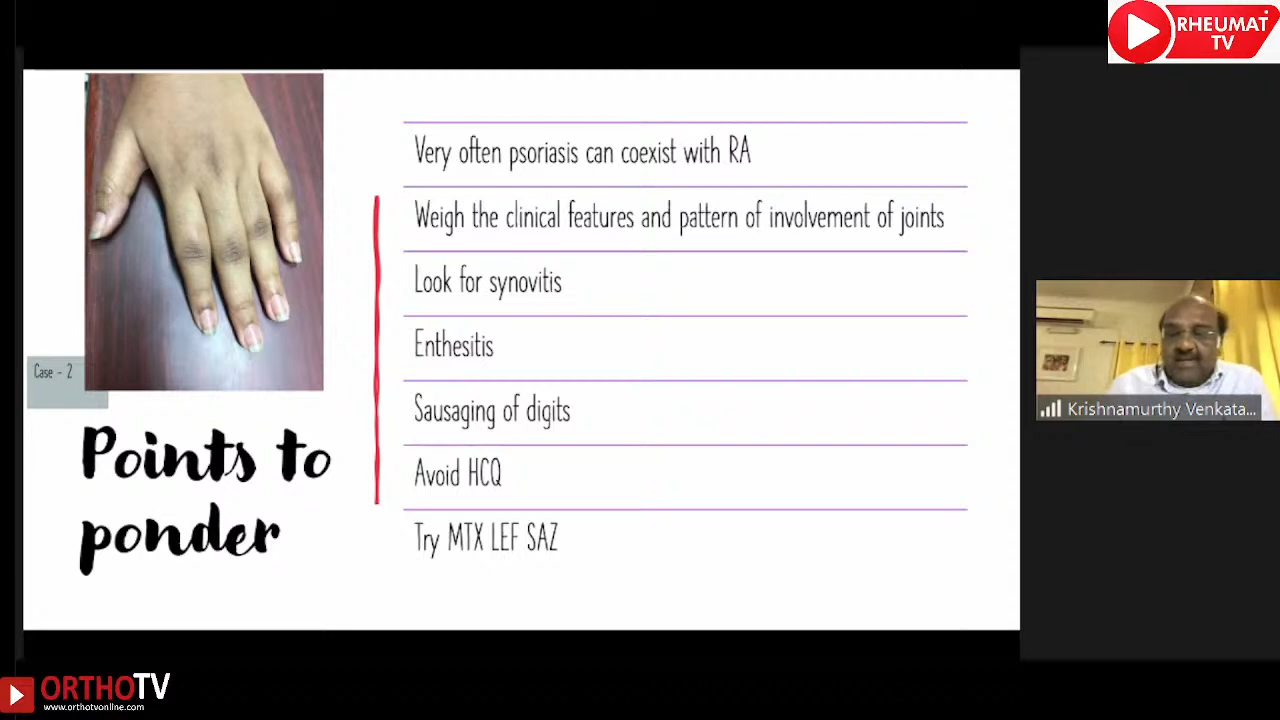 RHEUMAT
TV
Very often psoriasis can coexist with RA
Weigh the clinical features and pattern of involvement of joints
Look for synovitis
Enthesitis
Sausaging of digits
Avoid HCQ
Try MTX LEF SAZ
Case - 2
Points to
ponder
Krishnamurthy Venkata...
ORTHOTV
www.orthotvonline.com